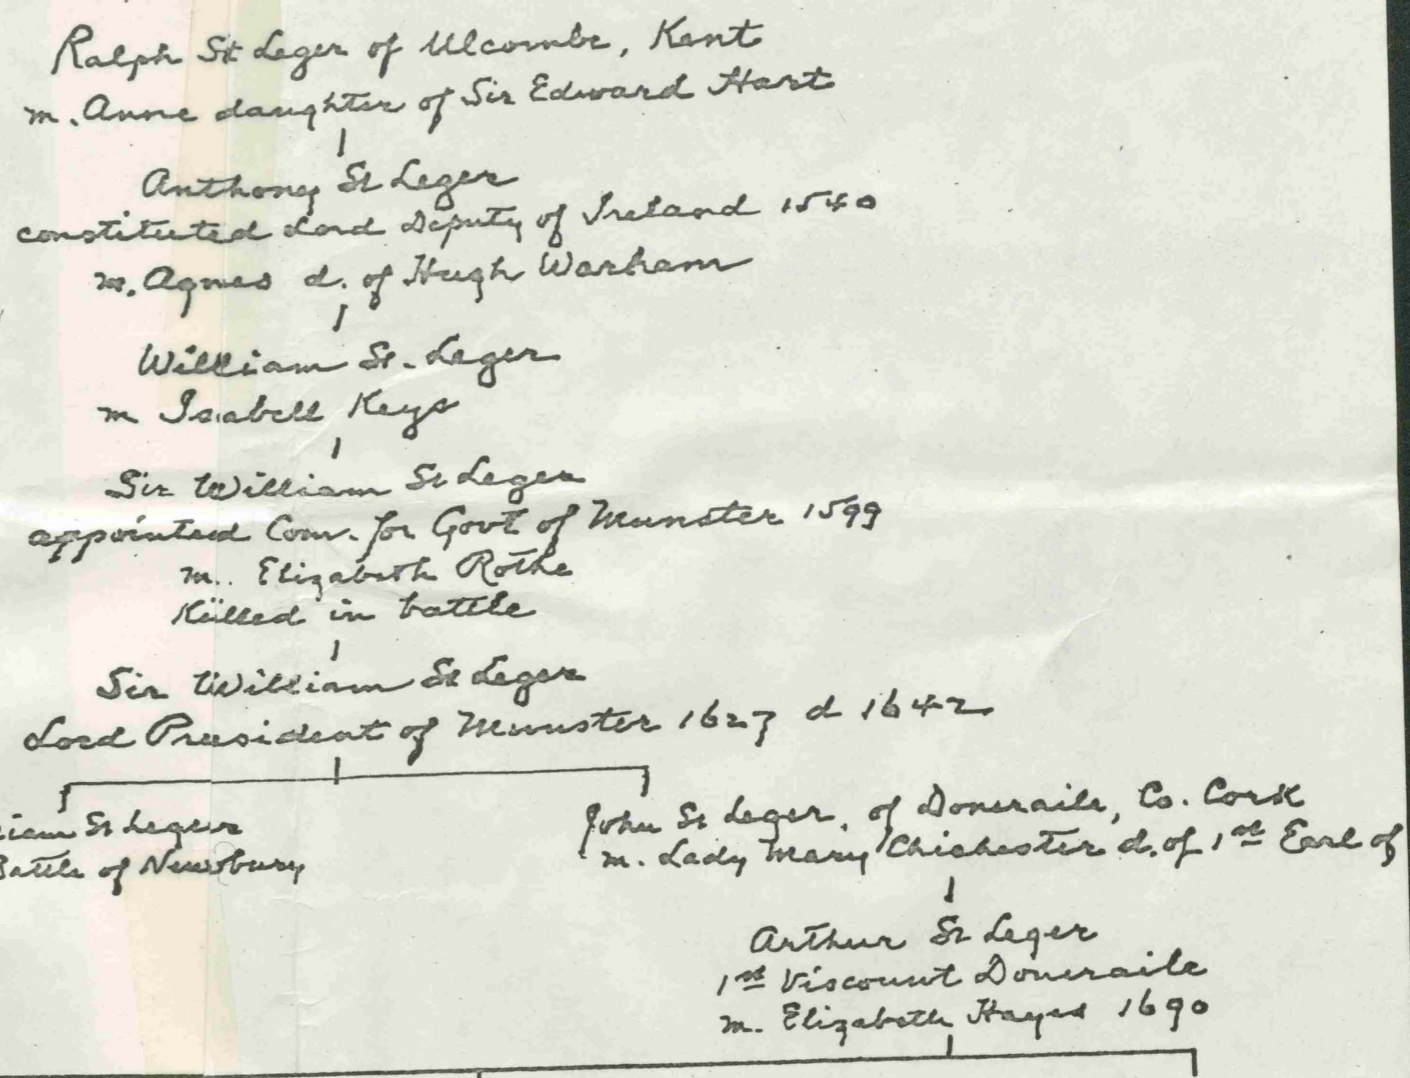 Ralph St Leger of Ulcombe, Kent
m. Anne daughter of Sir Edward Hart
Anthony St Leger
constituted Lord Deputy of Ireland 1540
m. Agnes d. of Hugh Warham
William St. Leger
m Isabell Keys
Sir William St Leger
appointed Com. for Govt of Munster 1599
m.. Elizabeth Rothe
Killed in battle
Sir William St Leger
Lord President of Munster 1627 d 1642
iam St Leger
Battle of Newbury
John St Leger, of Doneraile, Co. Cork
m. Lady Mary Chichester d. of 1st Earl of
Arthur St Leger
1st Viscount Doneraile
m. Elizabeth Hayes 1690